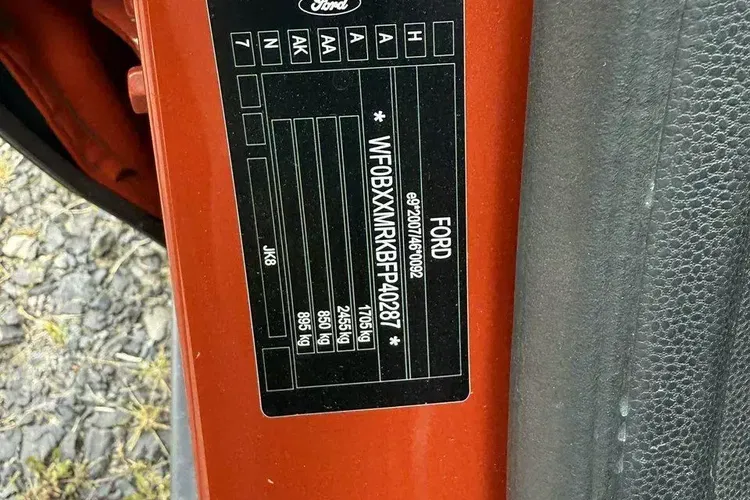 Ford
FORD
e9*2007/46*0092
* WF0BXXMRKBFP40287 *
1705 kg
2455 kg
850 kg
895 kg
JK8
7 N AK AA A A H